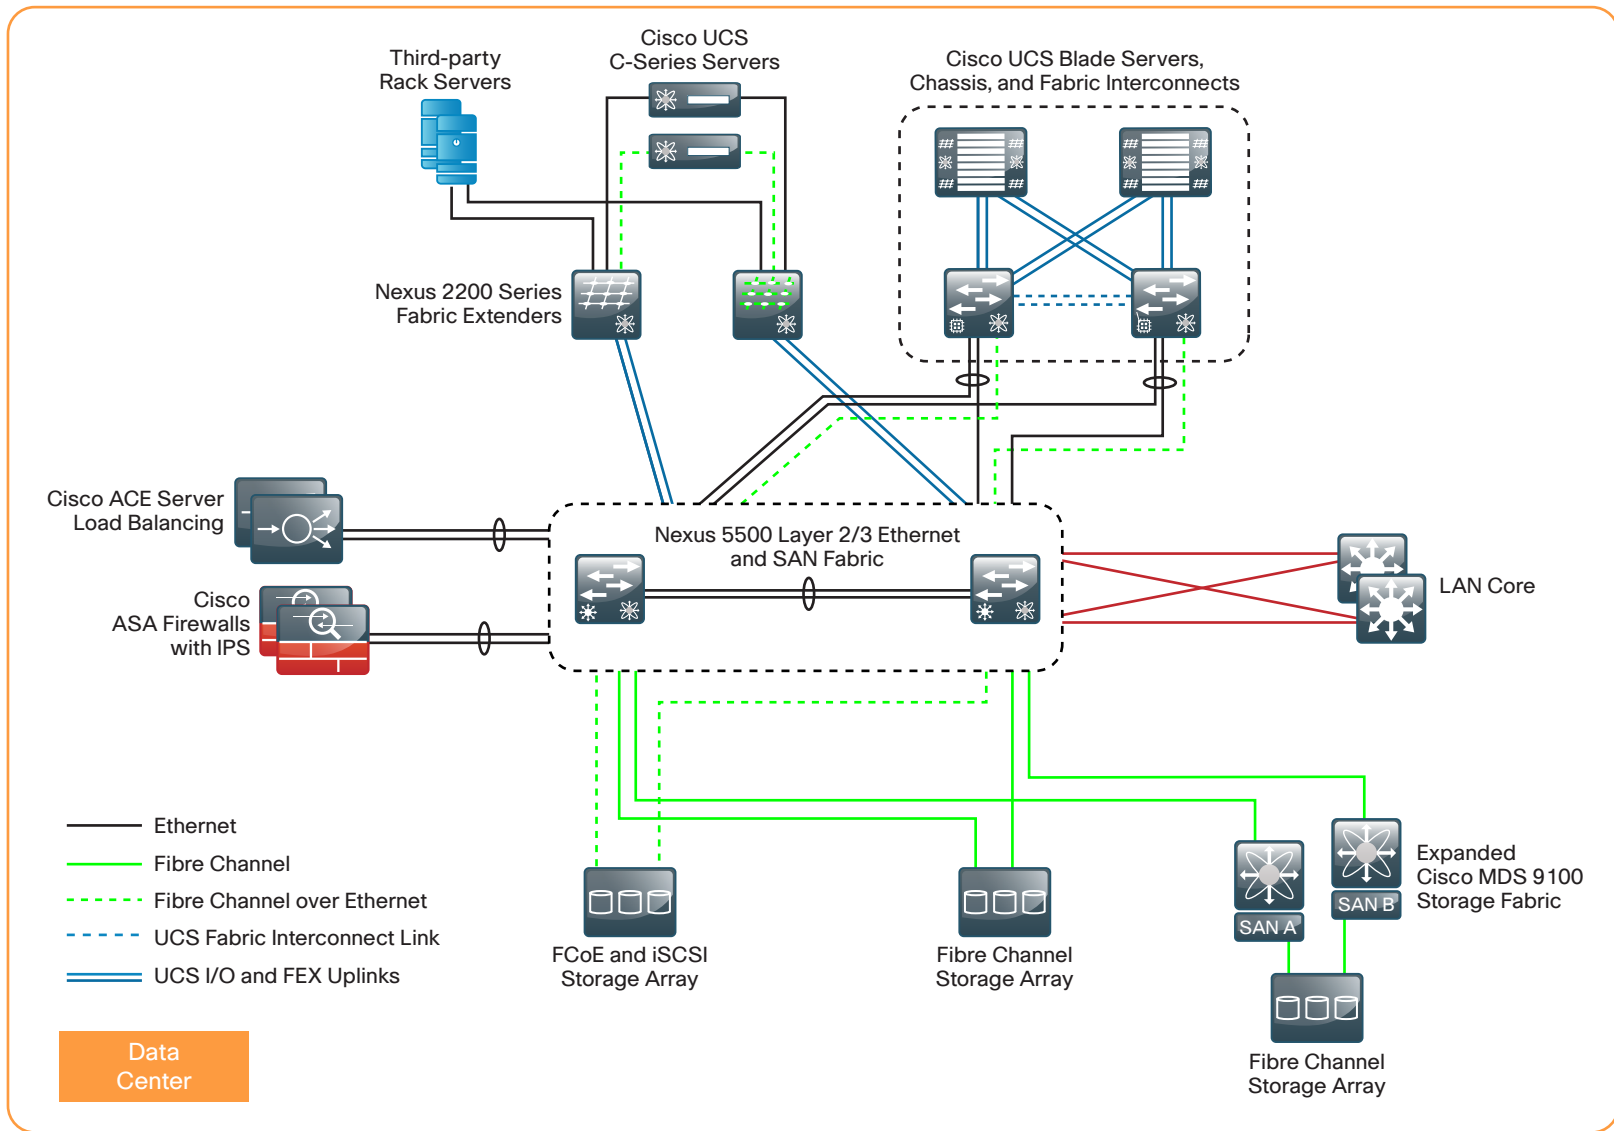 Third-party
Rack Servers
Cisco UCS
C-Series Servers
Cisco UCS Blade Servers,
Chassis, and Fabric Interconnects
Nexus 2200 Series
Fabric Extenders
Cisco ACE Server
Load Balancing
Nexus 5500 Layer 2/3 Ethernet
and SAN Fabric
Cisco
ASA Firewalls
with IPS
LAN Core
Ethernet
Fibre Channel
Fibre Channel over Ethernet
UCS Fabric Interconnect Link
UCS I/O and FEX Uplinks
FCoE and iSCSI
Storage Array
Fibre Channel
Storage Array
SAN A
SAN B
Expanded
Cisco MDS 9100
Storage Fabric
Fibre Channel
Storage Array
Data
Center